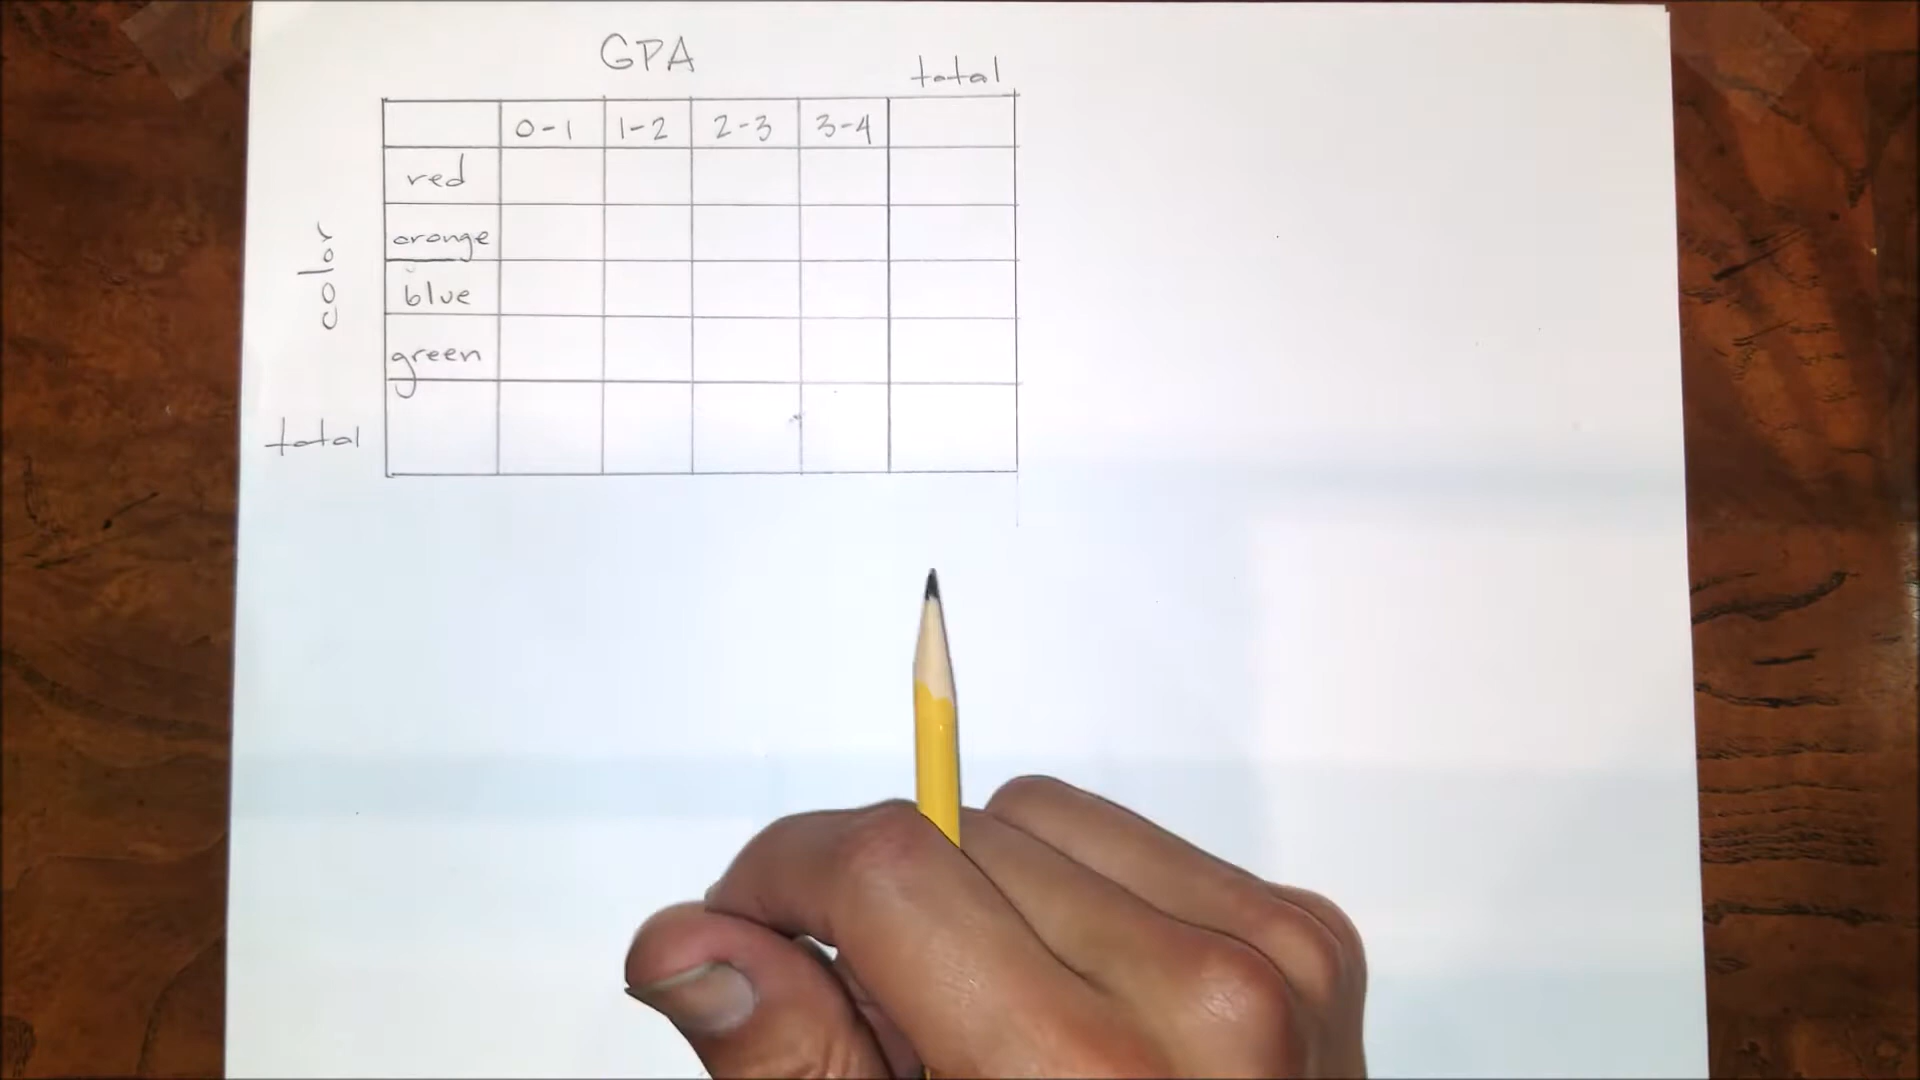 GPA
total
0-1 1-2 2-3 3-4
red
orange
blue
green
color
total